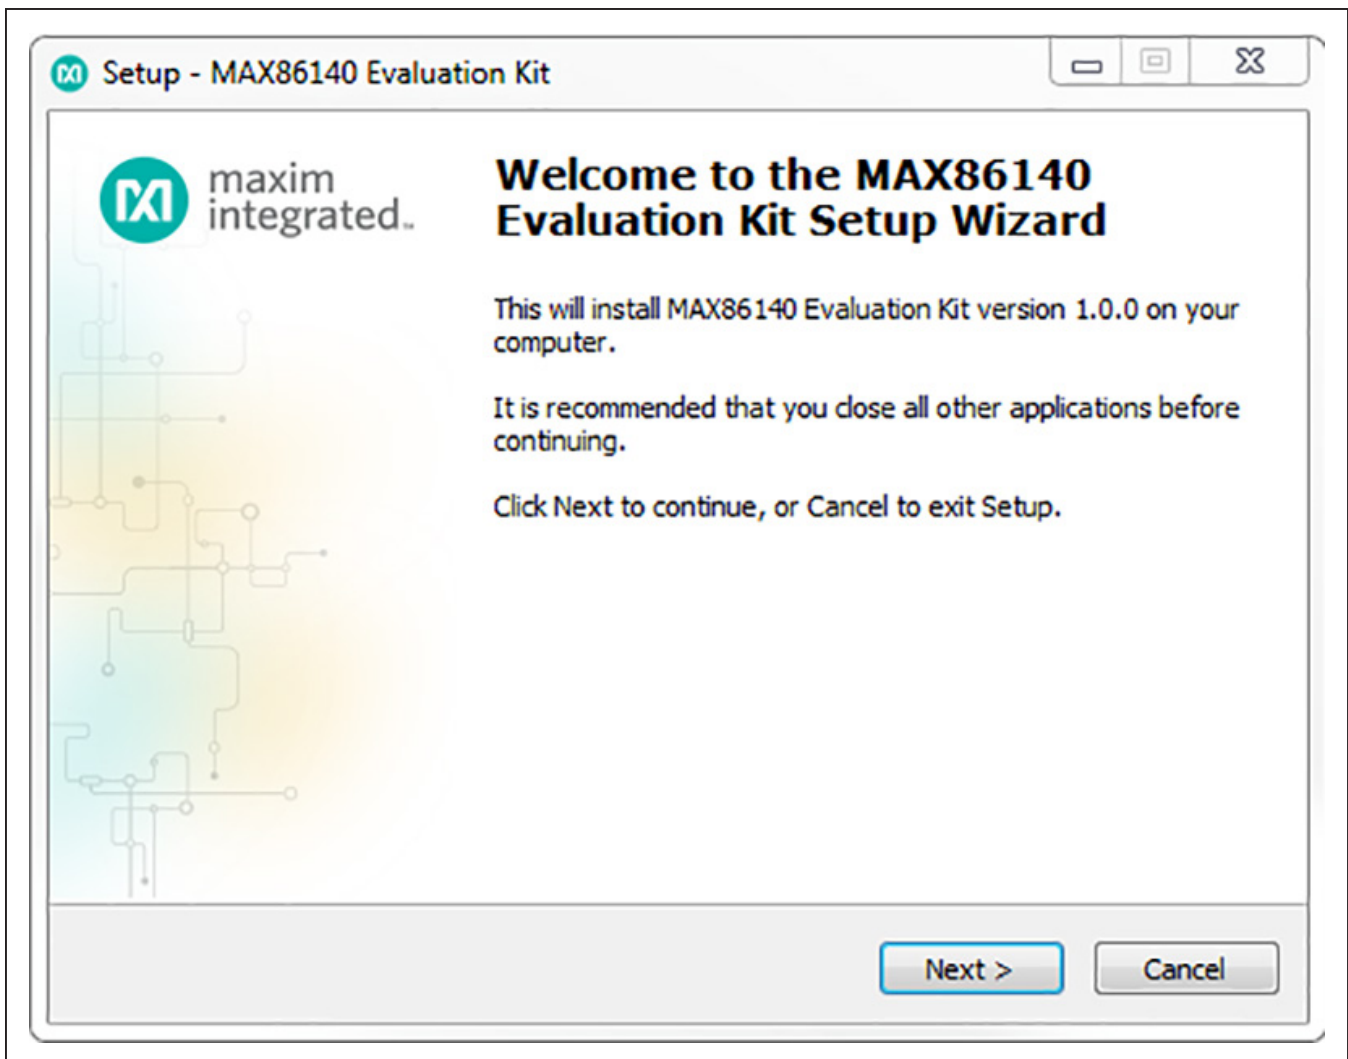 Setup - MAX86140 Evaluation Kit
maxim
integrated™
Welcome to the MAX86140
Evaluation Kit Setup Wizard
This will install MAX86140 Evaluation Kit version 1.0.0 on your
computer.
It is recommended that you close all other applications before
continuing.
Click Next to continue, or Cancel to exit Setup.
Next >
Cancel